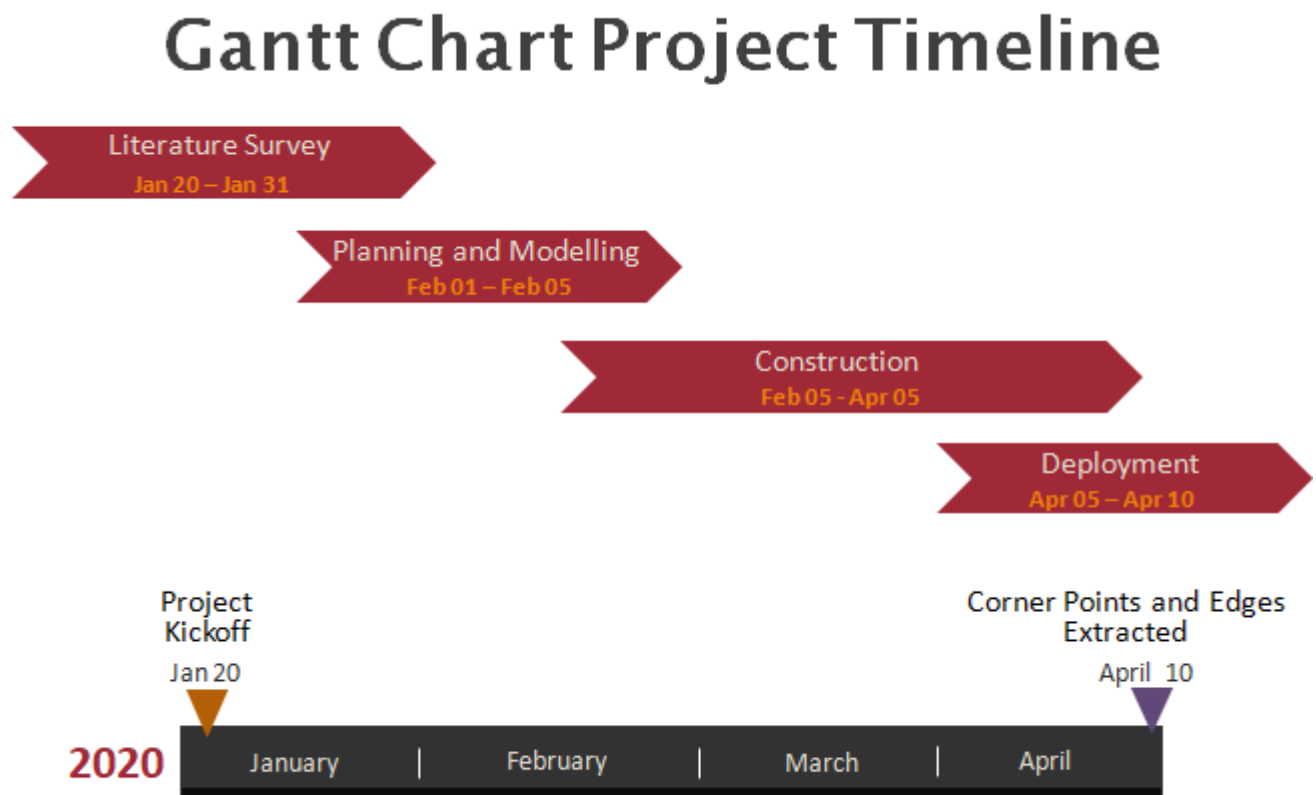 Gantt Chart Project Timeline
Literature Survey
Jan 20 – Jan 31
Planning and Modelling
Feb 01 – Feb 05
Construction
Feb 05 - Apr 05
Deployment
Apr 05 – Apr 10
Project
Kickoff
Jan 20
Corner Points and Edges
Extracted
April 10
2020 January | February | March | April